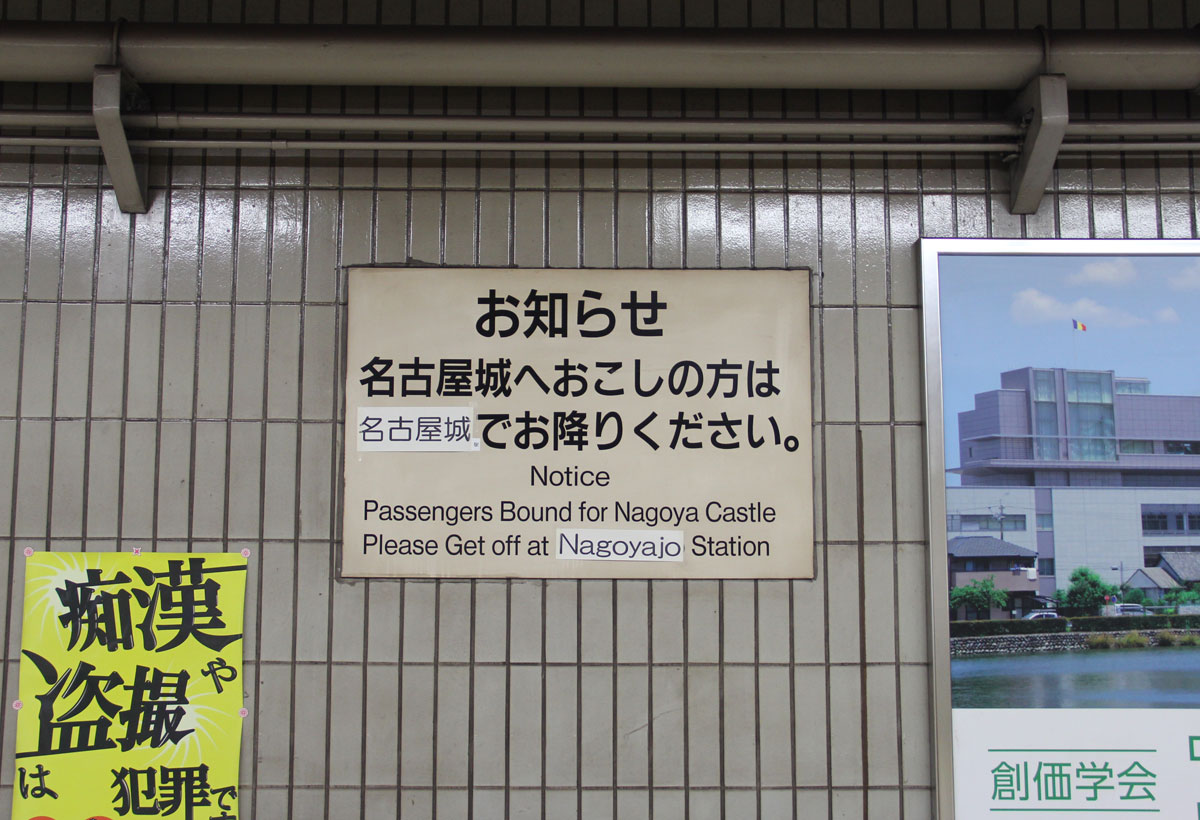 お知らせ
名古屋城へおこしの方は
名古屋城駅でお降りください。
Notice
Passengers Bound for Nagoya Castle
Please Get off at Nagoyajo Station
痴漢や
盗撮
は犯罪で
創価学会